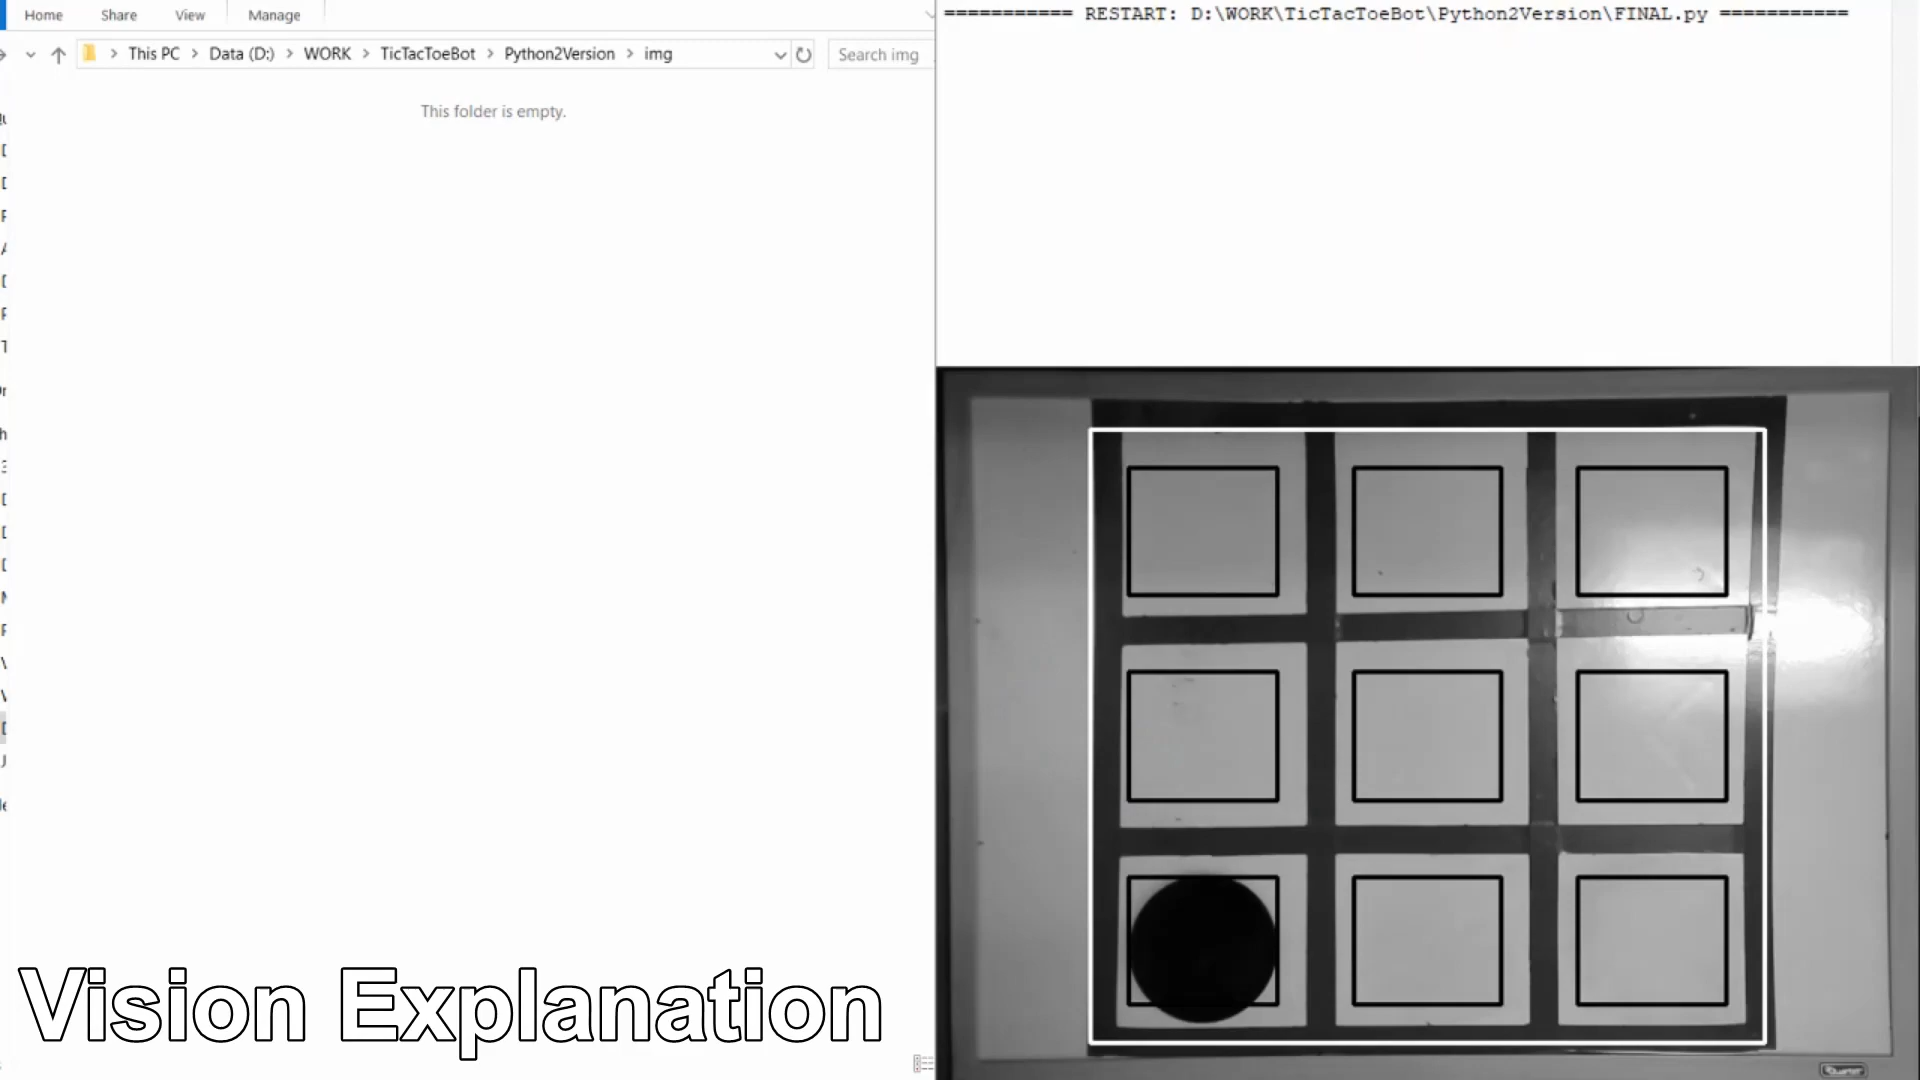 Home Share View Manage
This PC > Data (D:) > WORK > TicTacToeBot > Python2Version > img
Search img
This folder is empty.
=========== RESTART: D:\WORK\TicTacToeBot\Python2Version\FINAL.py ===========
Vision Explanation